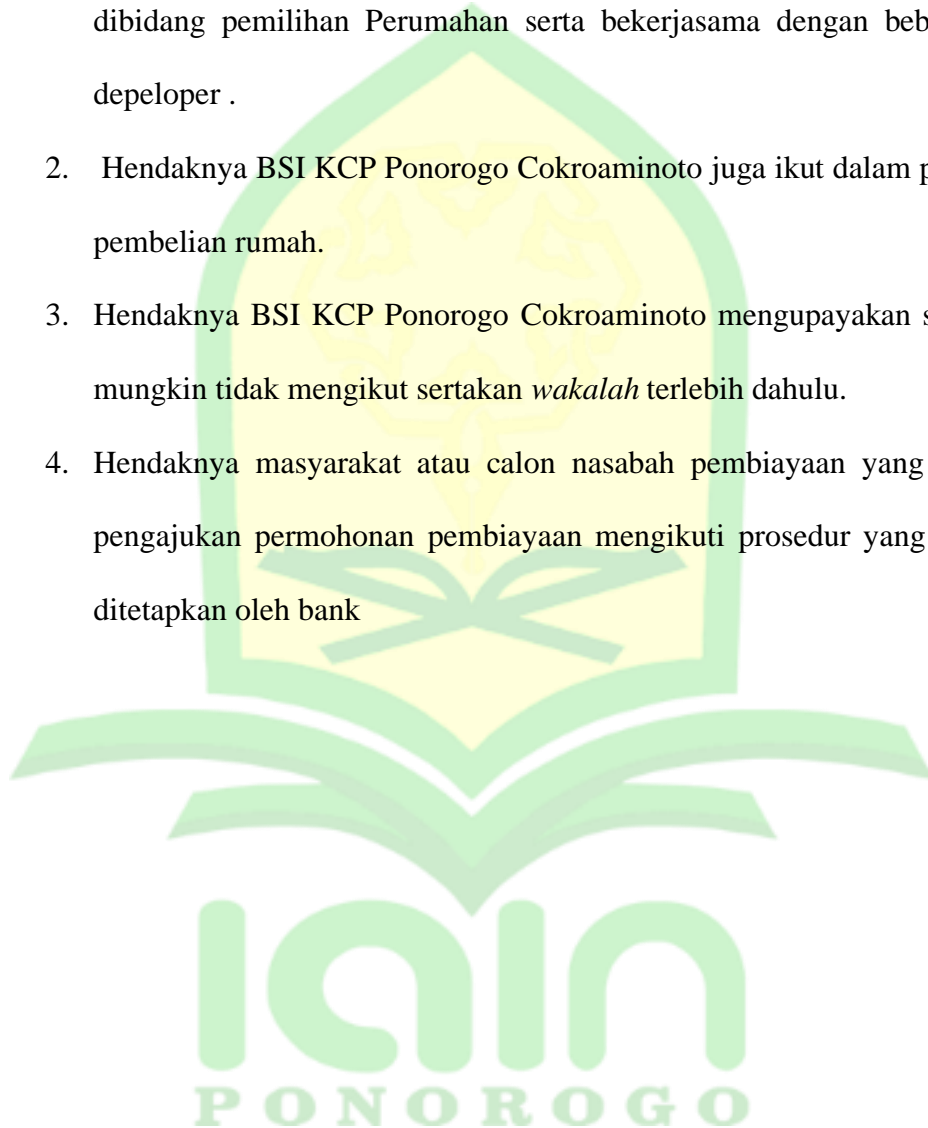 dibidang pemilihan Perumahan serta bekerjasama dengan
depeloper .
2. Hendaknya BSI KCP Ponorogo Cokroaminoto juga ikut dalam
pembelian rumah.
3. Hendaknya BSI KCP Ponorogo Cokroaminoto mengupayakan
mungkin tidak mengikut sertakan wakalah terlebih dahulu.
4. Hendaknya masyarakat atau calon nasabah pembiayaan yang
pengajukan permohonan pembiayaan mengikuti prosedur yang
ditetapkan oleh bank
iain
PONOROGO